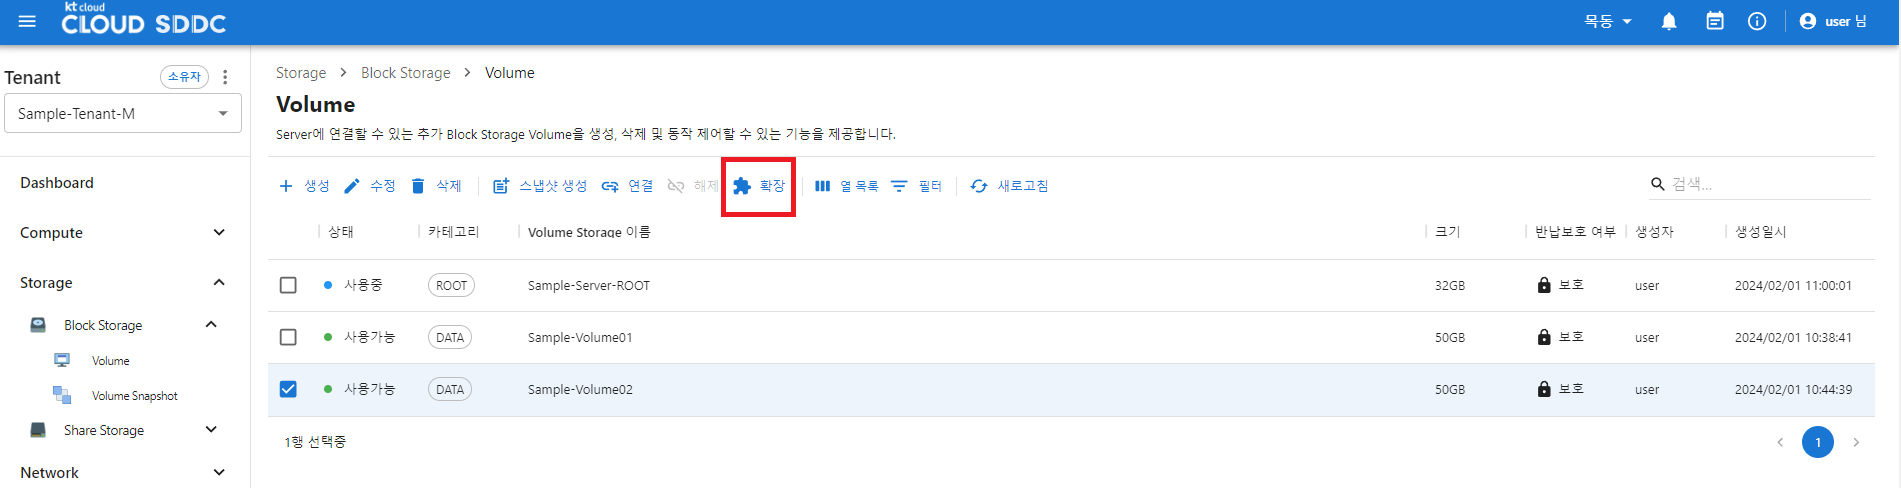 kt cloud
CLOUD SDDC
목동
user 님
Tenant
소유자
Sample-Tenant-M
Dashboard
Compute
Storage
Block Storage
Volume
Volume Snapshot
Share Storage
Network
Storage > Block Storage > Volume
Volume
Server에 연결할 수 있는 추가 Block Storage Volume을 생성, 삭제 및 동작 제어할 수 있는 기능을 제공합니다.
생성 수정 삭제 스냅샷 생성 연결 해제 확장 열 목록 필터 새로고침 검색...
상태 카테고리 Volume Storage 이름 크기 반납보호 여부 생성자 생성일시
사용중 ROOT Sample-Server-ROOT 32GB 보호 user 2024/02/01 11:00:01
사용가능 DATA Sample-Volume01 50GB 보호 user 2024/02/01 10:38:41
사용가능 DATA Sample-Volume02 50GB 보호 user 2024/02/01 10:44:39
1행 선택중
1